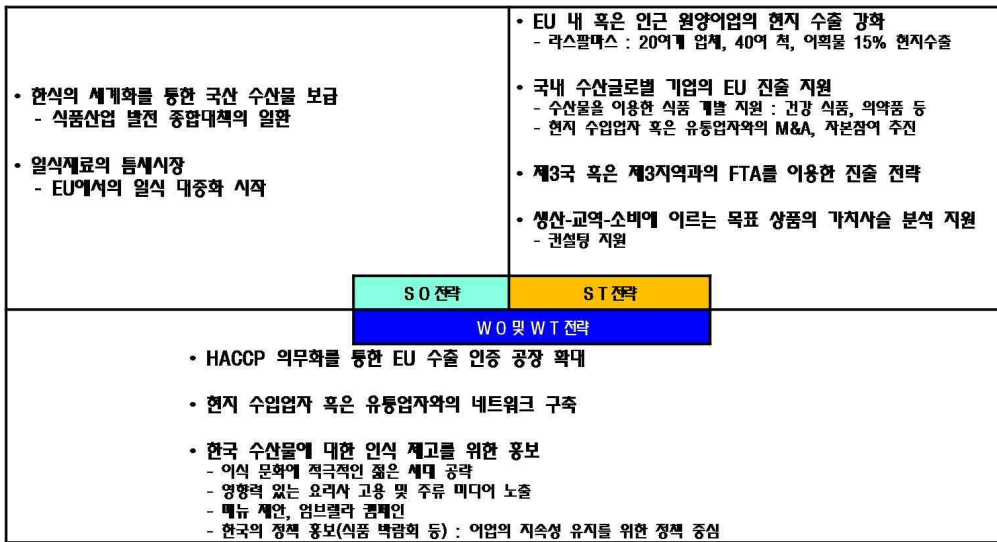 • 한식의 세계화를 통한 국산 수산물 보급
- 식품산업 발전 종합대책의 일환
• 일식재료의 틈새시장
- EU에서의 일식 대중화 시작
• EU 내 혹은 인근 원양어업의 현지 수출 강화
- 라스팔마스 : 20여개 업체, 40여 척, 어획물 15% 현지수출
• 국내 수산글로벌 기업의 EU 진출 지원
- 수산물을 이용한 식품 개발 지원 : 건강 식품, 의약품 등
- 현지 수입업자 혹은 유통업자와의 M&A, 자본참여 추진
• 제3국 혹은 제3지역과의 FTA를 이용한 진출 전략
• 생산-교역-소비에 이르는 목표 상품의 가치사슬 분석 지원
- 컨설팅 지원
S O 전략
S T 전략
W O 및 W T 전략
• HACCP 의무화를 통한 EU 수출 인증 공장 확대
• 현지 수입업자 혹은 유통업자와의 네트워크 구축
• 한국 수산물에 대한 인식 제고를 위한 홍보
- 이식 문화에 적극적인 젊은 세대 공략
- 영향력 있는 요리사 고용 및 주류 미디어 노출
- 메뉴 제안, 엄브렐라 캠페인
- 한국의 정책 홍보(식품 박람회 등) : 어업의 지속성 유지를 위한 정책 중심